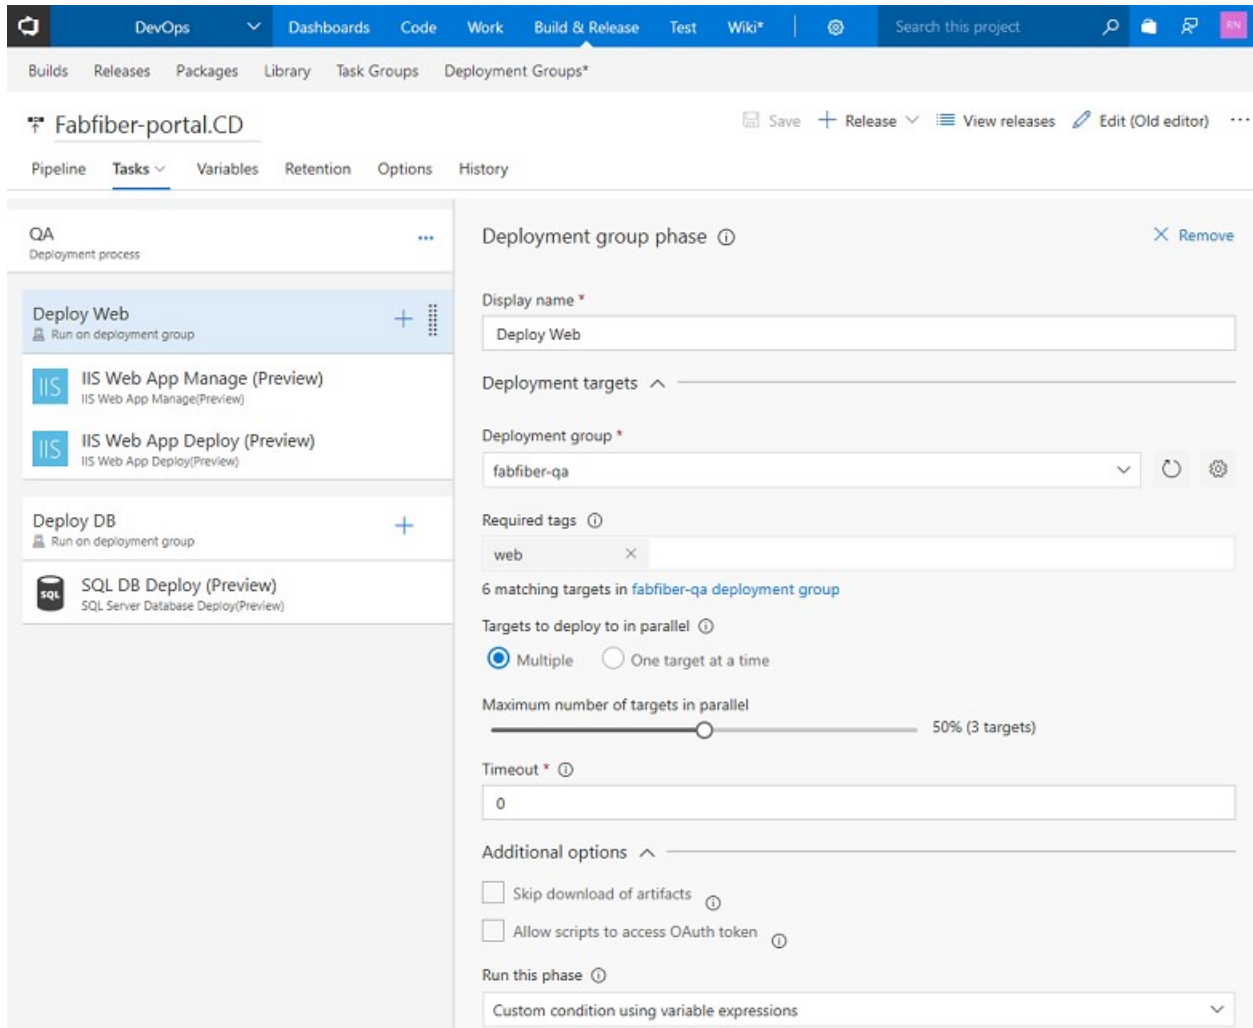 DevOps Dashboards Code Work Build & Release Test Wiki* Search this project RN
Builds Releases Packages Library Task Groups Deployment Groups*
Fabfiber-portal.CD Save Release View releases Edit (Old editor) ...
Pipeline Tasks Variables Retention Options History
QA ...
Deployment process
Deploy Web
Run on deployment group
IIS
IIS Web App Manage (Preview)
IIS Web App Manage(Preview)
IIS
IIS Web App Deploy (Preview)
IIS Web App Deploy(Preview)
Deploy DB
Run on deployment group
SQL
SQL DB Deploy (Preview)
SQL Server Database Deploy(Preview)
Deployment group phase Remove
Display name *
Deploy Web
Deployment targets
Deployment group *
fabfiber-qa
Required tags
web
6 matching targets in fabfiber-qa deployment group
Targets to deploy to in parallel
Multiple One target at a time
Maximum number of targets in parallel
50% (3 targets)
Timeout *
0
Additional options
Skip download of artifacts
Allow scripts to access OAuth token
Run this phase
Custom condition using variable expressions